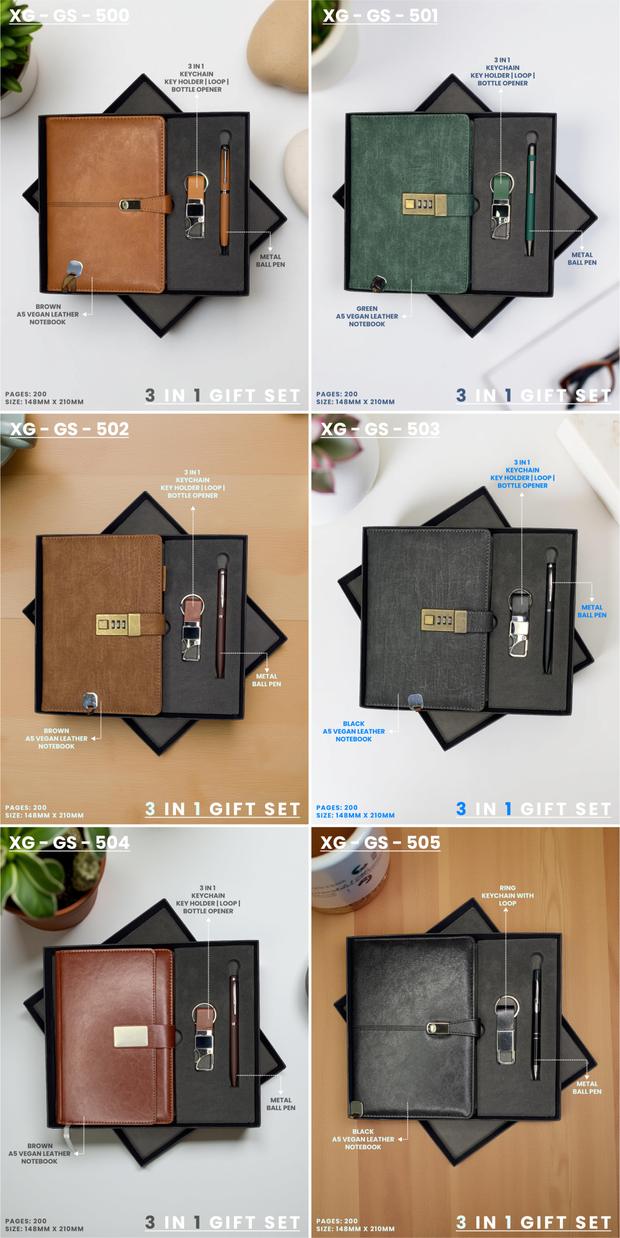 XG - GS - 500
3 IN 1
KEYCHAIN
KEY HOLDER | LOOP |
BOTTLE OPENER
METAL
BALL PEN
BROWN
A5 VEGAN LEATHER
NOTEBOOK
PAGES: 200
SIZE: 148MM X 210MM
3 IN 1 GIFT SET
XG - GS - 501
3 IN 1
KEYCHAIN
KEY HOLDER | LOOP |
BOTTLE OPENER
METAL
BALL PEN
GREEN
A5 VEGAN LEATHER
NOTEBOOK
PAGES: 200
SIZE: 148MM X 210MM
3 IN 1 GIFT SET
XG - GS - 502
3 IN 1
KEYCHAIN
KEY HOLDER | LOOP |
BOTTLE OPENER
METAL
BALL PEN
BROWN
A5 VEGAN LEATHER
NOTEBOOK
PAGES: 200
SIZE: 148MM X 210MM
3 IN 1 GIFT SET
XG - GS - 503
3 IN 1
KEYCHAIN
KEY HOLDER | LOOP |
BOTTLE OPENER
METAL
BALL PEN
BLACK
A5 VEGAN LEATHER
NOTEBOOK
PAGES: 200
SIZE: 148MM X 210MM
3 IN 1 GIFT SET
XG - GS - 504
3 IN 1
KEYCHAIN
KEY HOLDER | LOOP |
BOTTLE OPENER
METAL
BALL PEN
BROWN
A5 VEGAN LEATHER
NOTEBOOK
PAGES: 200
SIZE: 148MM X 210MM
3 IN 1 GIFT SET
XG - GS - 505
RING
KEYCHAIN WITH
LOOP
METAL
BALL PEN
BLACK
A5 VEGAN LEATHER
NOTEBOOK
PAGES: 200
SIZE: 148MM X 210MM
3 IN 1 GIFT SET